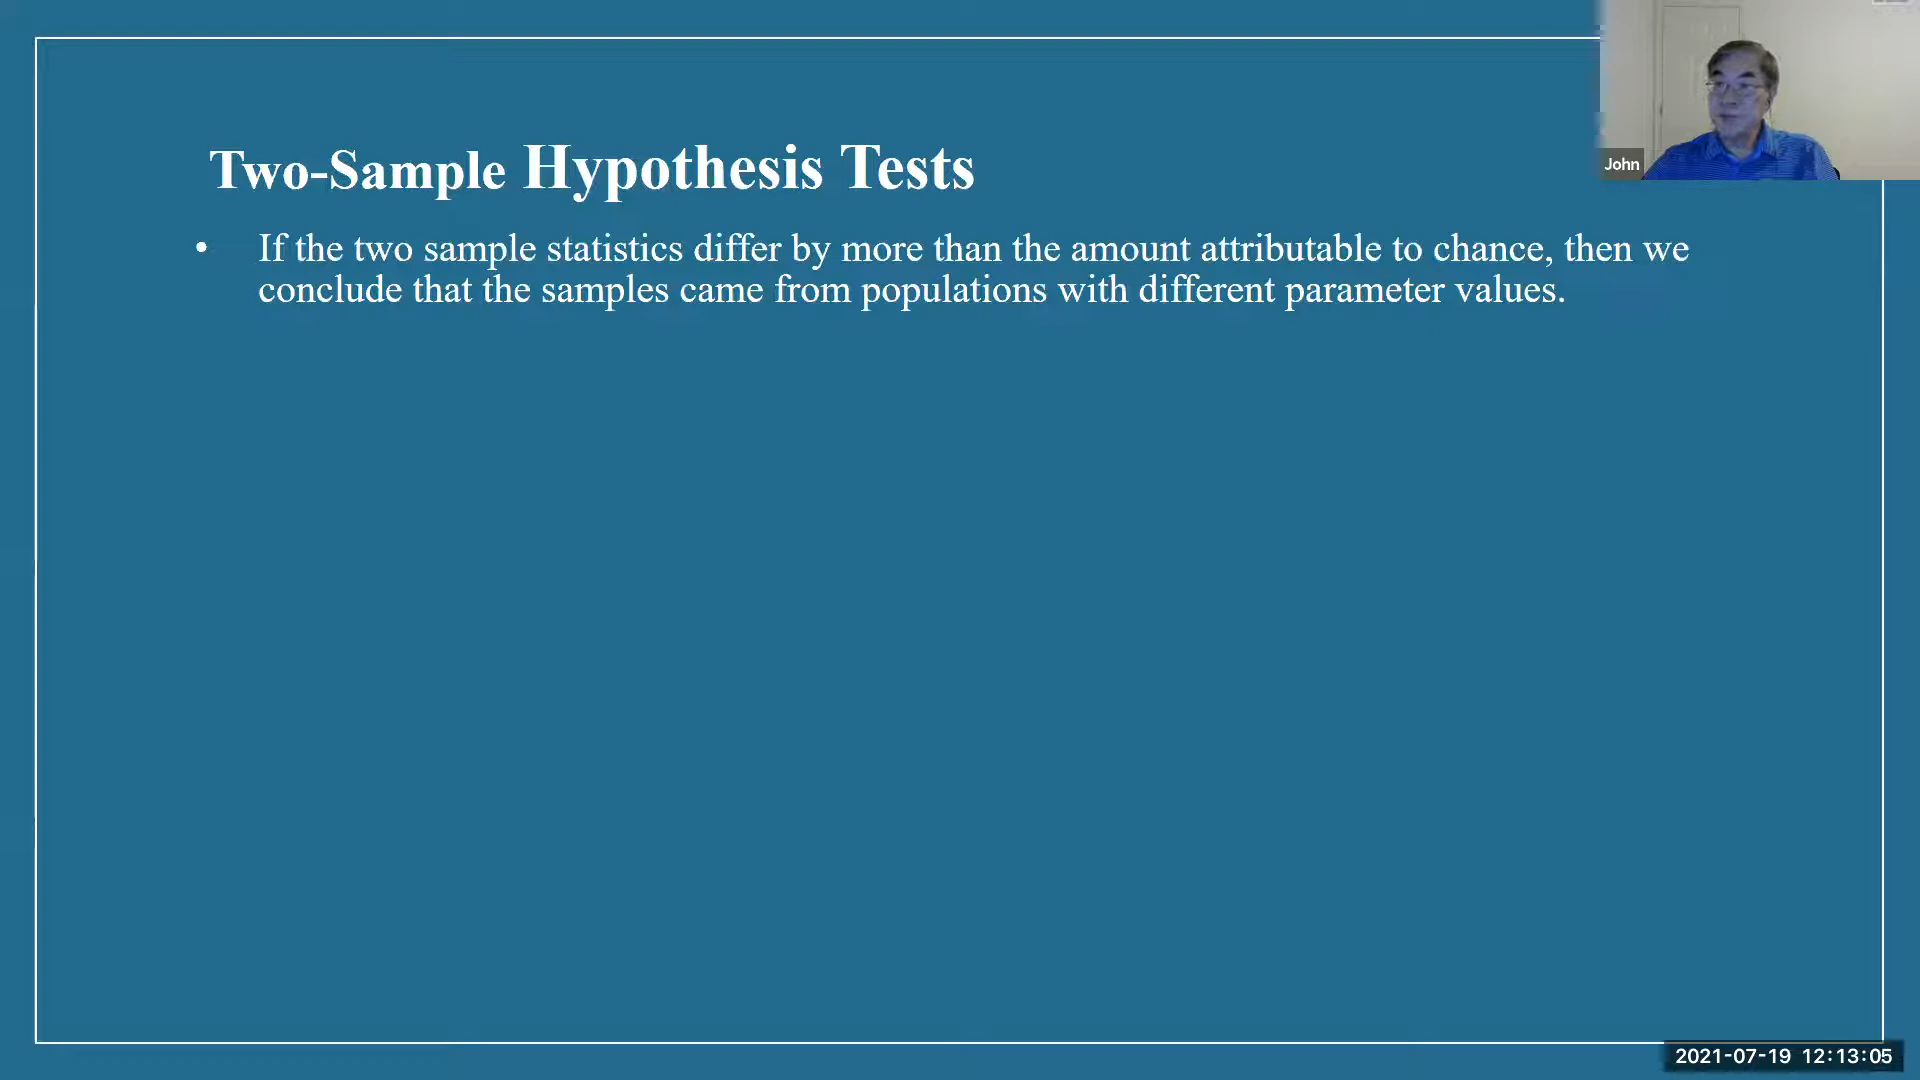 Two-Sample Hypothesis Tests
• If the two sample statistics differ by more than the amount attributable to chance, then we
conclude that the samples came from populations with different parameter values.
John
2021-07-19 12:13:05